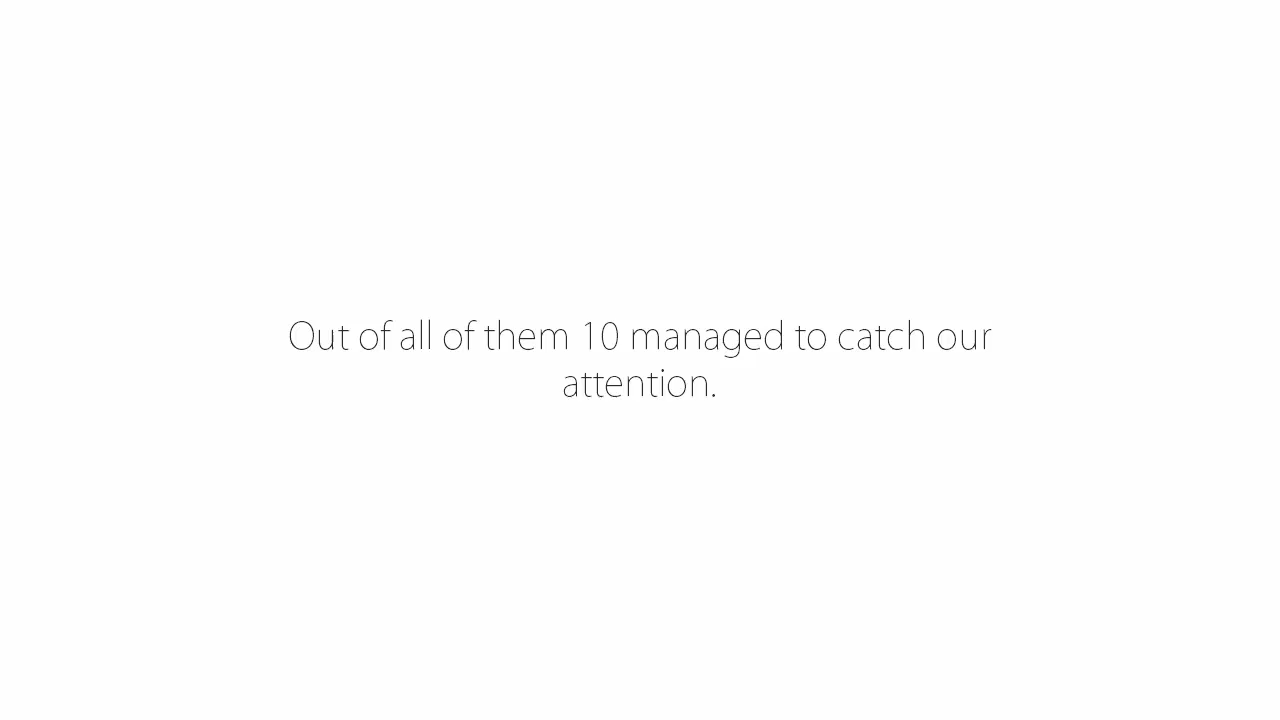 Out of all of them 10 managed to catch our
attention.